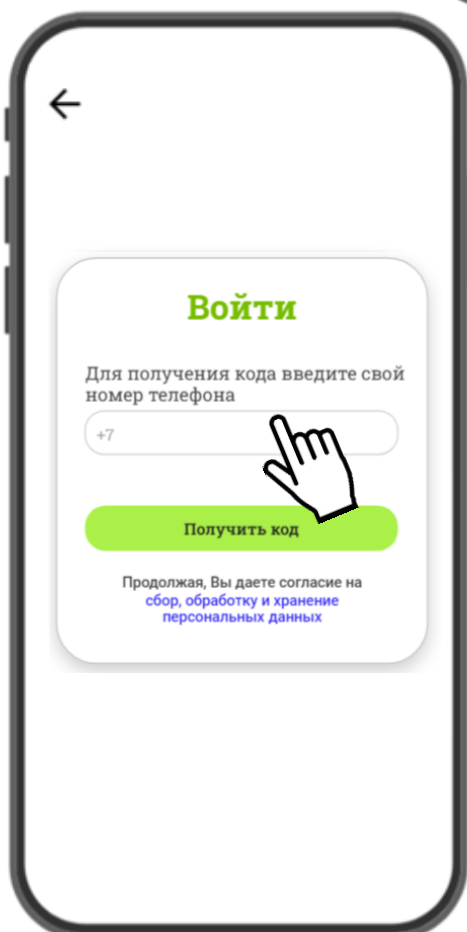 Войти
Для получения кода введите свой
номер телефона
+7
Получить код
Продолжая, Вы даете согласие на
сбор, обработку и хранение
персональных данных